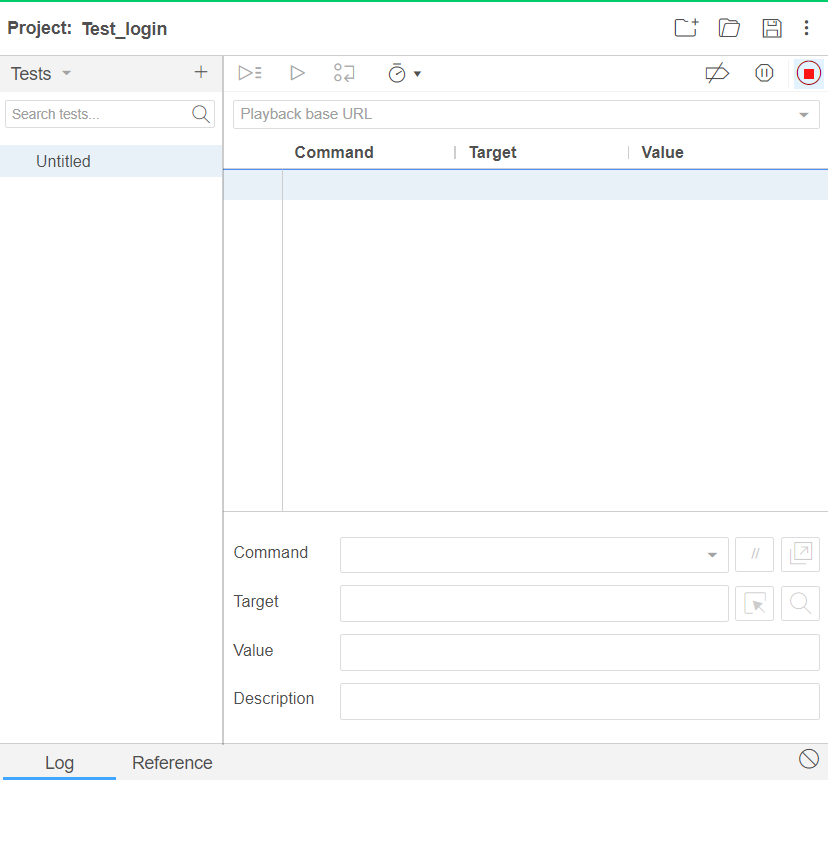 Project: Test_login
Tests
Search tests...
Untitled
Playback base URL
Command Target Value
Command
//
Target
Value
Description
Log Reference